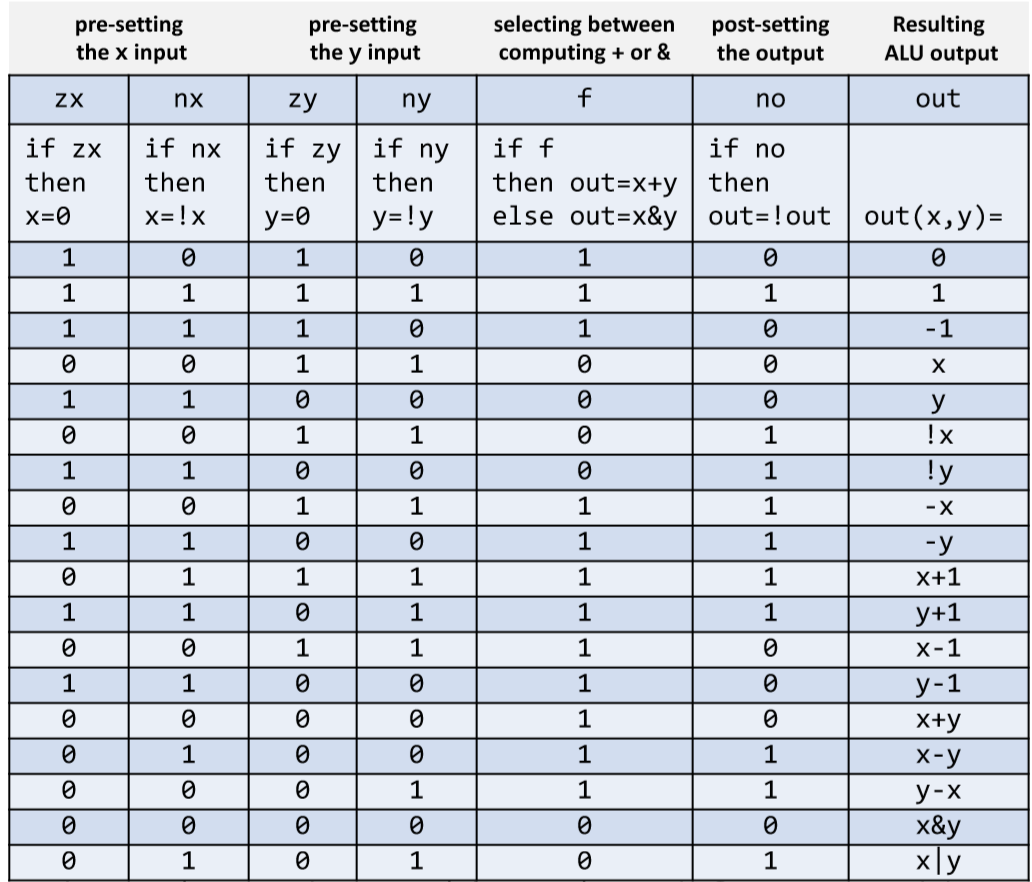 pre-setting the x input pre-setting the y input selecting between computing + or & post-setting the output Resulting ALU output
zx nx zy ny f no out
if zx then x=0 if nx then x=!x if zy then y=0 if ny then y=!y if f then out=x+y else out=x&y if no then out=!out out(x,y)=
1 0 1 0 1 0 0
1 1 1 1 1 1 1
1 1 1 0 1 0 -1
0 0 1 1 0 0 x
1 1 0 0 0 0 y
0 0 1 1 0 1 !x
1 1 0 0 0 1 !y
0 0 1 1 1 1 -x
1 1 0 0 1 1 -y
0 1 1 1 1 1 x+1
1 1 0 1 1 1 y+1
0 0 1 1 1 0 x-1
1 1 0 0 1 0 y-1
0 0 0 0 1 0 x+y
0 1 0 0 1 1 x-y
0 0 0 1 1 1 y-x
0 0 0 0 0 0 x&y
0 1 0 1 0 1 x|y